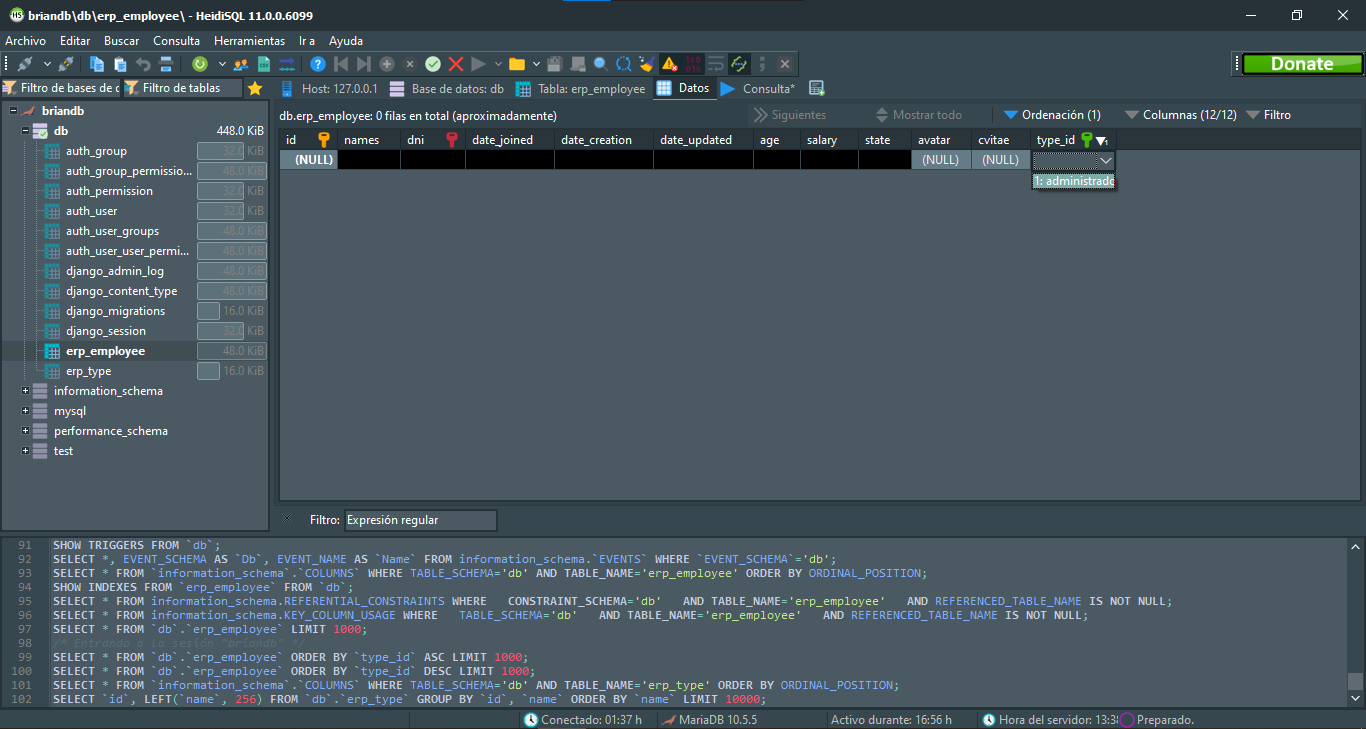 HS briandb\db\erp_employee\ - HeidiSQL 11.0.0.6099
Archivo Editar Buscar Consulta Herramientas Ir a Ayuda
Donate
Filtro de bases de d Filtro de tablas
Host: 127.0.0.1 Base de datos: db Tabla: erp_employee Datos Consulta*
briandb
db 448.0 KiB
auth_group 32.0 KiB
auth_group_permissio... 48.0 KiB
auth_permission 32.0 KiB
auth_user 32.0 KiB
auth_user_groups 48.0 KiB
auth_user_user_permi... 48.0 KiB
django_admin_log 48.0 KiB
django_content_type 48.0 KiB
django_migrations 16.0 KiB
django_session 32.0 KiB
erp_employee 48.0 KiB
erp_type 16.0 KiB
information_schema
mysql
performance_schema
test
db.erp_employee: 0 filas en total (aproximadamente)
Siguientes Mostrar todo Ordenación (1) Columnas (12/12) Filtro
id names dni date_joined date_creation date_updated age salary state avatar cvitae type_id 1
(NULL) (NULL) (NULL)
1: administrado
Filtro: Expresión regular
91 SHOW TRIGGERS FROM `db`;
92 SELECT *, EVENT_SCHEMA AS `Db`, EVENT_NAME AS `Name` FROM information_schema.`EVENTS` WHERE `EVENT_SCHEMA`='db';
93 SELECT * FROM `information_schema`.`COLUMNS` WHERE TABLE_SCHEMA='db' AND TABLE_NAME='erp_employee' ORDER BY ORDINAL_POSITION;
94 SHOW INDEXES FROM `erp_employee` FROM `db`;
95 SELECT * FROM information_schema.REFERENTIAL_CONSTRAINTS WHERE CONSTRAINT_SCHEMA='db' AND TABLE_NAME='erp_employee' AND REFERENCED_TABLE_NAME IS NOT NULL;
96 SELECT * FROM information_schema.KEY_COLUMN_USAGE WHERE TABLE_SCHEMA='db' AND TABLE_NAME='erp_employee' AND REFERENCED_TABLE_NAME IS NOT NULL;
97 SELECT * FROM `db`.`erp_employee` LIMIT 1000;
98 /* Entrando a la sesión "briandb" */
99 SELECT * FROM `db`.`erp_employee` ORDER BY `type_id` ASC LIMIT 1000;
100 SELECT * FROM `db`.`erp_employee` ORDER BY `type_id` DESC LIMIT 1000;
101 SELECT * FROM `information_schema`.`COLUMNS` WHERE TABLE_SCHEMA='db' AND TABLE_NAME='erp_type' ORDER BY ORDINAL_POSITION;
102 SELECT `id`, LEFT(`name`, 256) FROM `db`.`erp_type` GROUP BY `id`, `name` ORDER BY `name` LIMIT 10000;
Conectado: 01:37 h MariaDB 10.5.5 Activo durante: 16:56 h Hora del servidor: 13:38 Preparado.